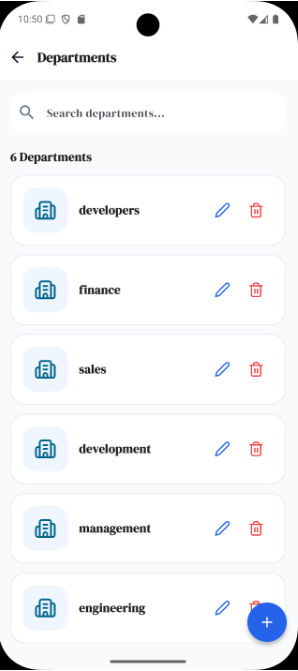 10:50
Departments
Search departments...
6 Departments
developers
finance
sales
development
management
engineering